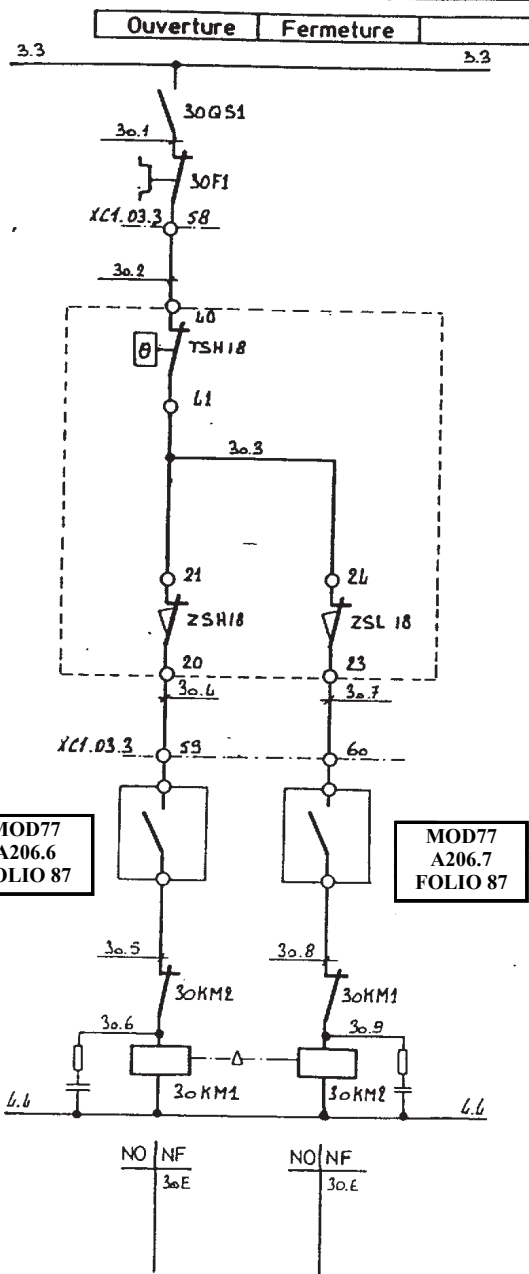 Ouverture Fermeture
3.3 3.3
30QS1
30.1
30F1
XC1.03.3 58
30.2
40
θ TSH18
41
30.3
21 24
ZSH18 ZSL 18
20 23
30.4 30.7
XC1.03.3 59 60
MOD77
A206.6
OLIO 87
MOD77
A206.7
FOLIO 87
30.5 30.8
30KM2 30KM1
30.6 30.9
Δ
30KM1 30KM2
4.4 4.4
NO NF NO NF
30E 30.E